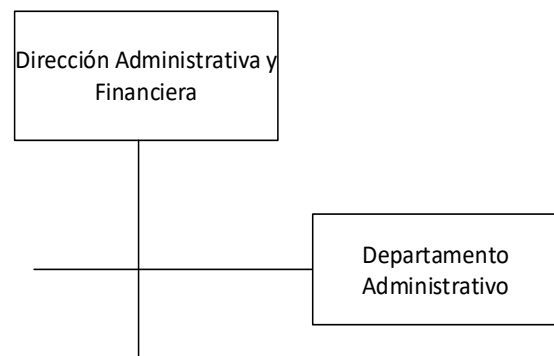 Dirección Administrativa y
Financiera
Departamento
Administrativo